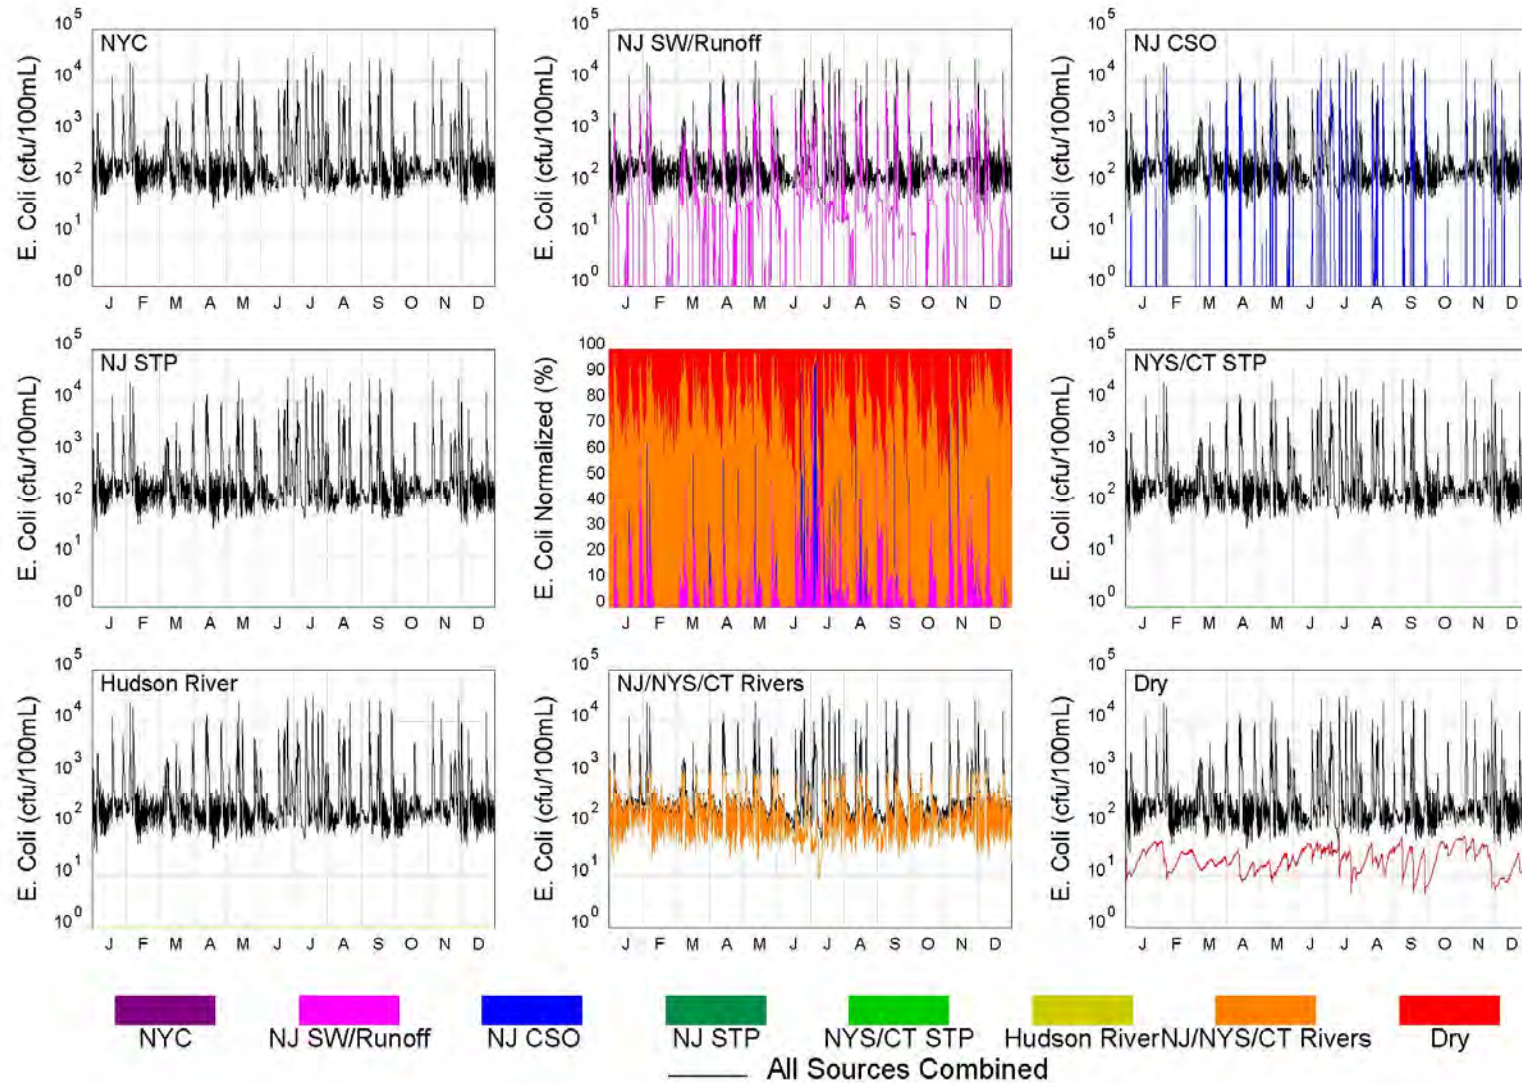 NYC
E. Coli (cfu/100mL)
10^5
10^4
10^3
10^2
10^1
10^0
J F M A M J J A S O N D
NJ SW/Runoff
E. Coli (cfu/100mL)
10^5
10^4
10^3
10^2
10^1
10^0
J F M A M J J A S O N D
NJ CSO
E. Coli (cfu/100mL)
10^5
10^4
10^3
10^2
10^1
10^0
J F M A M J J A S O N D
NJ STP
E. Coli (cfu/100mL)
10^5
10^4
10^3
10^2
10^1
10^0
J F M A M J J A S O N D
E. Coli Normalized (%)
100
90
80
70
60
50
40
30
20
10
0
J F M A M J J A S O N D
NYS/CT STP
E. Coli (cfu/100mL)
10^5
10^4
10^3
10^2
10^1
10^0
J F M A M J J A S O N D
Hudson River
E. Coli (cfu/100mL)
10^5
10^4
10^3
10^2
10^1
10^0
J F M A M J J A S O N D
NJ/NYS/CT Rivers
E. Coli (cfu/100mL)
10^5
10^4
10^3
10^2
10^1
10^0
J F M A M J J A S O N D
Dry
E. Coli (cfu/100mL)
10^5
10^4
10^3
10^2
10^1
10^0
J F M A M J J A S O N D
NYC NJ SW/Runoff NJ CSO NJ STP NYS/CT STP Hudson River NJ/NYS/CT Rivers Dry
All Sources Combined